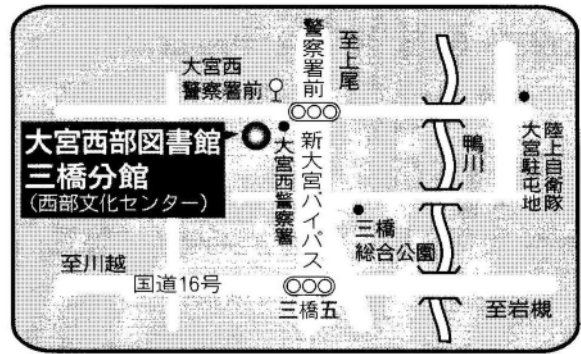 警察署前
至上尾
大宮西
警察署前
大宮西部図書館
三橋分館
(西部文化センター)
大宮西警察署
新大宮バイパス
鴨川
陸上自衛隊
大宮駐屯地
三橋
総合公園
至川越
国道16号
三橋五
至岩槻